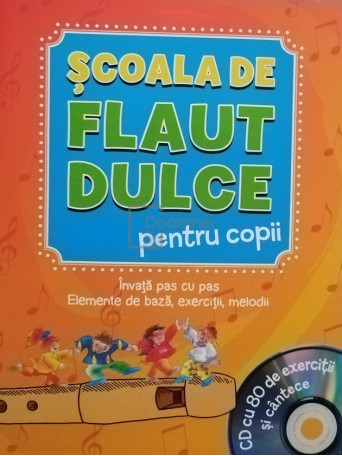 ȘCOALA DE
FLAUT
DULCE
pentru copii
Învață pas cu pas
Elemente de bază, exerciții, melodii
CD cu 80 de exerciții
și cântece